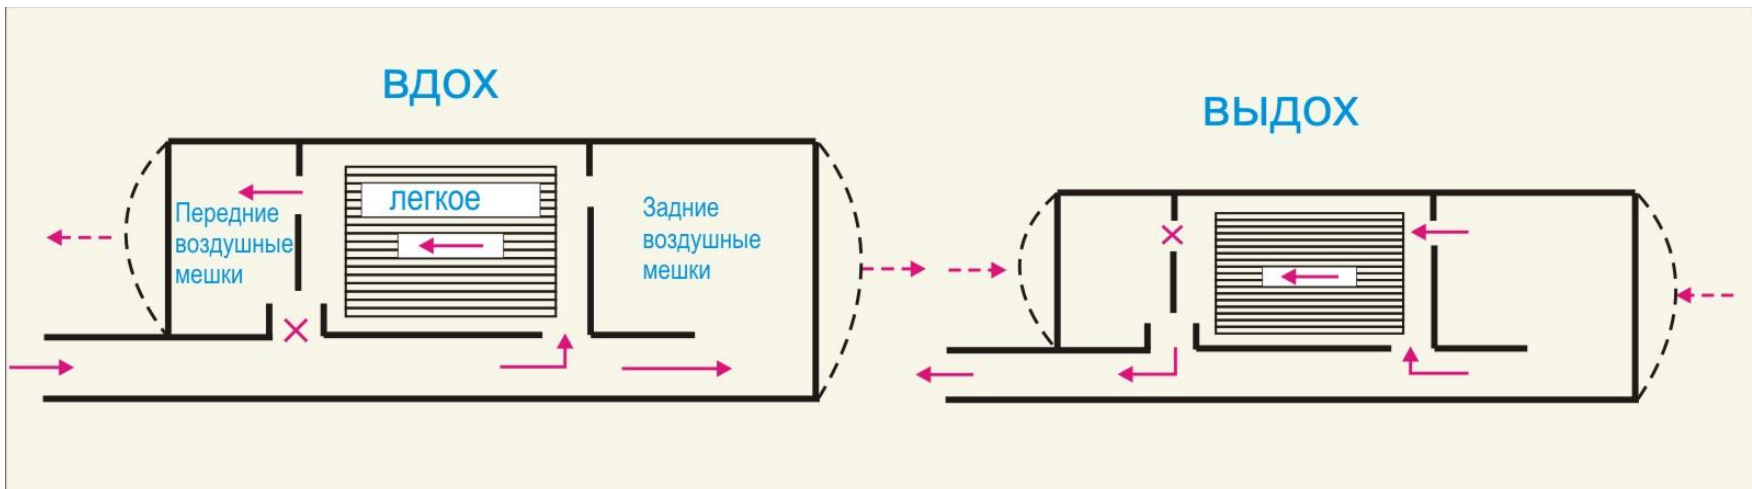 вдох
выдох
легкое
Передние
воздушные
мешки
Задние
воздушные
мешки